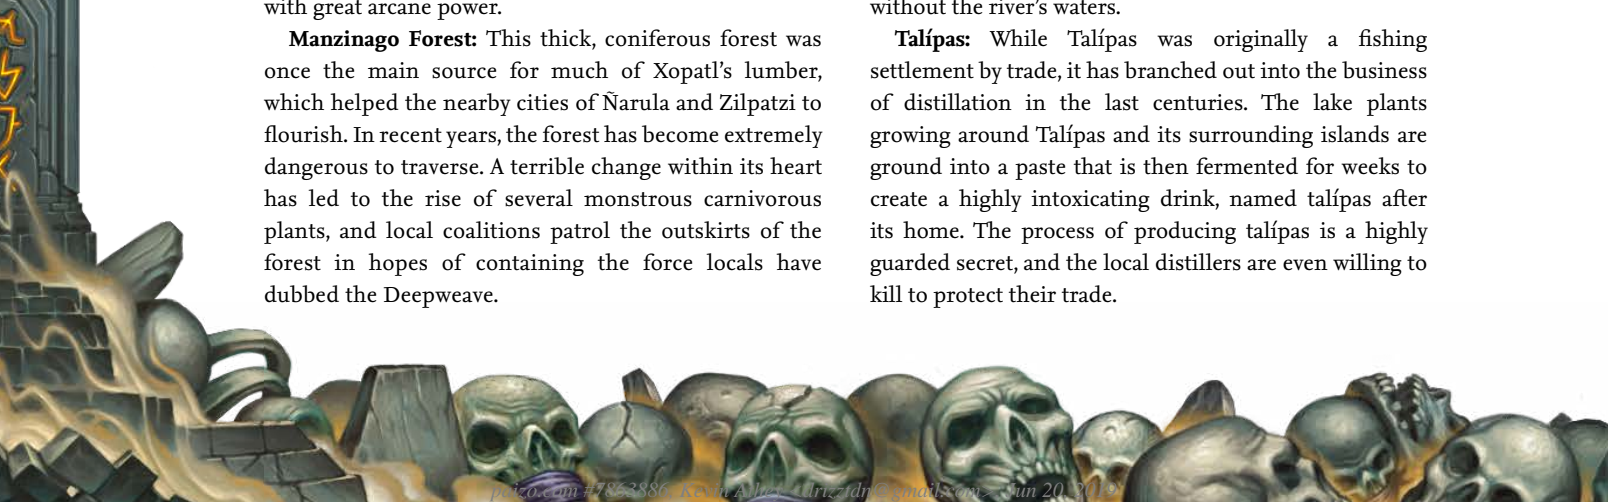 with great arcane power.
Manzinago Forest: This thick, coniferous forest was
once the main source for much of Xopatl's lumber,
which helped the nearby cities of Ñarula and Zilpatzi to
flourish. In recent years, the forest has become extremely
dangerous to traverse. A terrible change within its heart
has led to the rise of several monstrous carnivorous
plants, and local coalitions patrol the outskirts of the
forest in hopes of containing the force locals have
dubbed the Deepweave.
without the river's waters.
Talípas: While Talípas was originally a fishing
settlement by trade, it has branched out into the business
of distillation in the last centuries. The lake plants
growing around Talípas and its surrounding islands are
ground into a paste that is then fermented for weeks to
create a highly intoxicating drink, named talípas after
its home. The process of producing talípas is a highly
guarded secret, and the local distillers are even willing to
kill to protect their trade.
paizo.com Kevin Jun 20, 2019